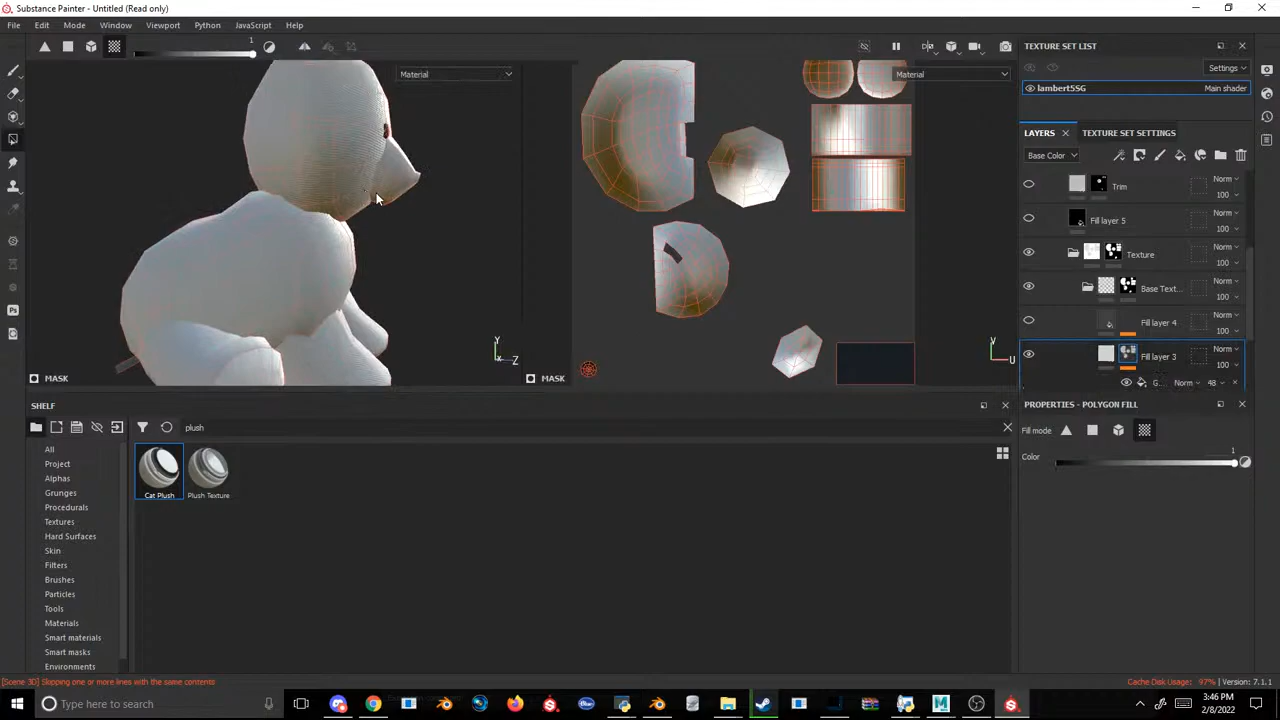 Substance Painter - Untitled (Read only)
File Edit Mode Window Viewport Python JavaScript Help
1
Material
Material
Y
Z
X
Y
U
MASK
MASK
TEXTURE SET LIST
Settings
lambert5SG Main shader
LAYERS TEXTURE SET SETTINGS
Base Color
Trim Norm
100
Fill layer 5 Norm
100
Texture Norm
100
Base Text... Norm
100
Fill layer 4 Norm
100
Fill layer 3 Norm
100
G... Norm 48
PROPERTIES - POLYGON FILL
Fill mode
Color 1
SHELF
plush
All
Project
Alphas
Grunges
Procedurals
Textures
Hard Surfaces
Skin
Filters
Brushes
Particles
Tools
Materials
Smart materials
Smart masks
Environments
Cat Plush
Plush Texture
[Scene 3D] Skipping one or more lines with the same contents
Cache Disk Usage: 97% Version: 7.1.1
Type here to search
3:46 PM
2/8/2022